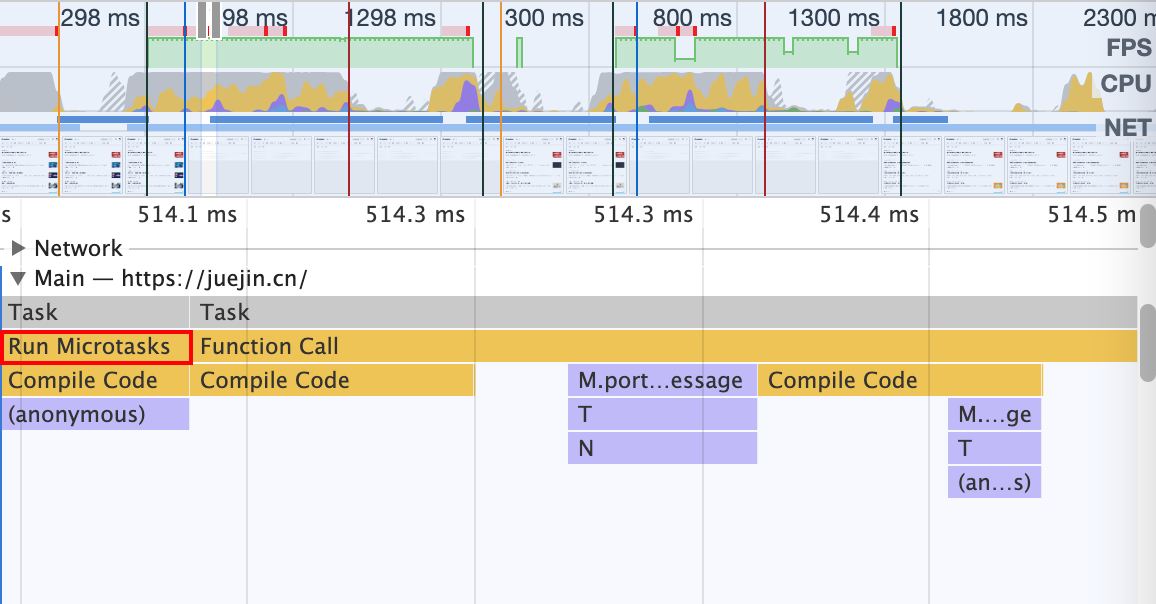 298 ms 98 ms 1298 ms 300 ms 800 ms 1300 ms 1800 ms 2300 m
FPS
CPU
NET
s 514.1 ms 514.3 ms 514.3 ms 514.4 ms 514.5 m
Network
Main — https://juejin.cn/
Task Task
Run Microtasks Function Call
Compile Code Compile Code M.port...essage Compile Code
(anonymous) T M....ge
N T
(an...s)